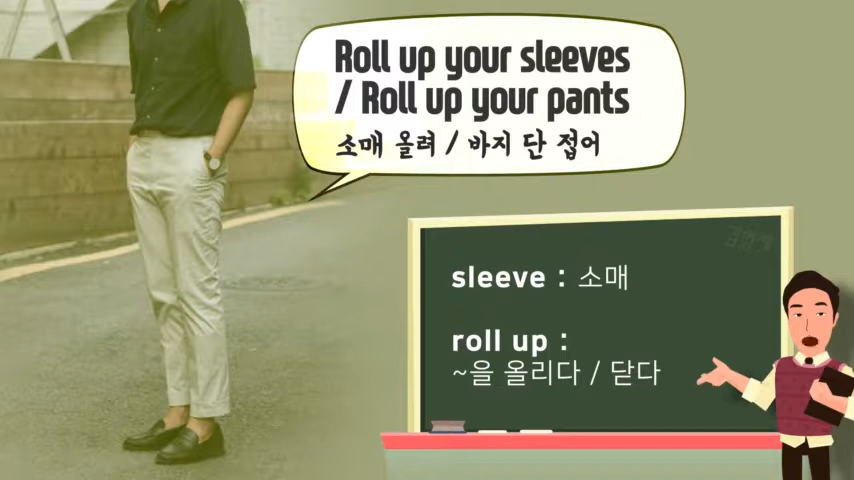 Roll up your sleeves
/ Roll up your pants
소매 올려 / 바지 단 접어
sleeve : 소매
roll up :
~을 올리다 / 닫다